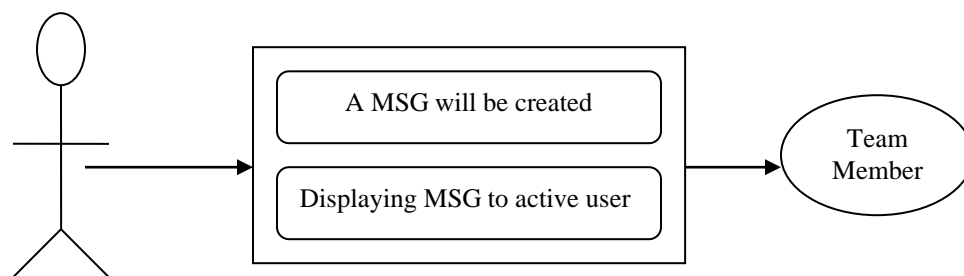 A MSG will be created
Displaying MSG to active user
Team
Member